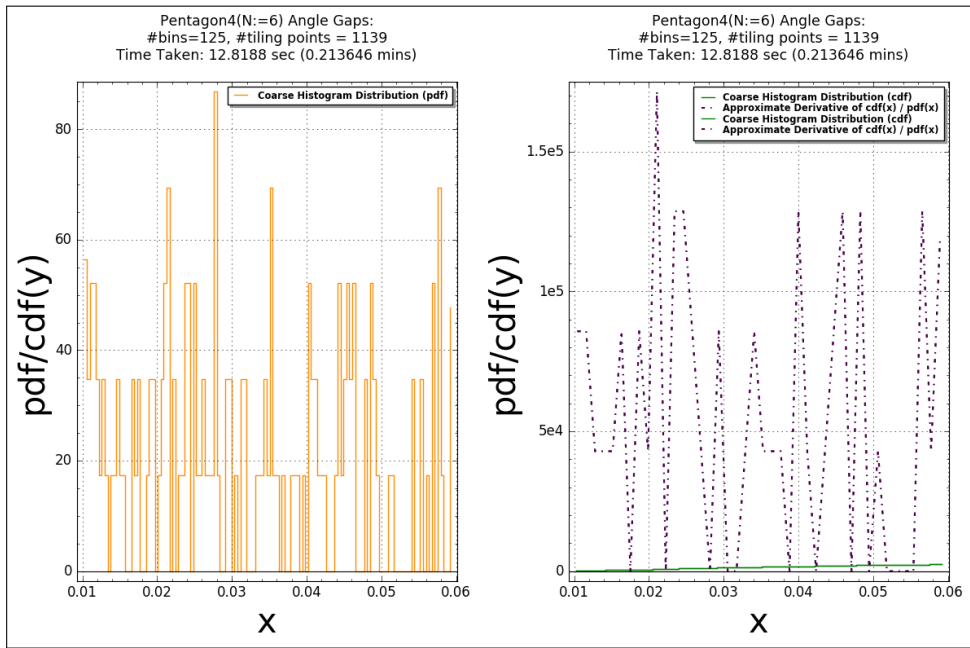 Pentagon4(N:=6) Angle Gaps:
#bins=125, #tiling points = 1139
Time Taken: 12.8188 sec (0.213646 mins)
Coarse Histogram Distribution (pdf)
80
60
40
20
0
0.01 0.02 0.03 0.04 0.05 0.06
pdf/cdf(y)
x
Pentagon4(N:=6) Angle Gaps:
#bins=125, #tiling points = 1139
Time Taken: 12.8188 sec (0.213646 mins)
Coarse Histogram Distribution (cdf)
Approximate Derivative of cdf(x) / pdf(x)
Coarse Histogram Distribution (cdf)
Approximate Derivative of cdf(x) / pdf(x)
1.5e5
1e5
5e4
0
0.01 0.02 0.03 0.04 0.05 0.06
pdf/cdf(y)
x